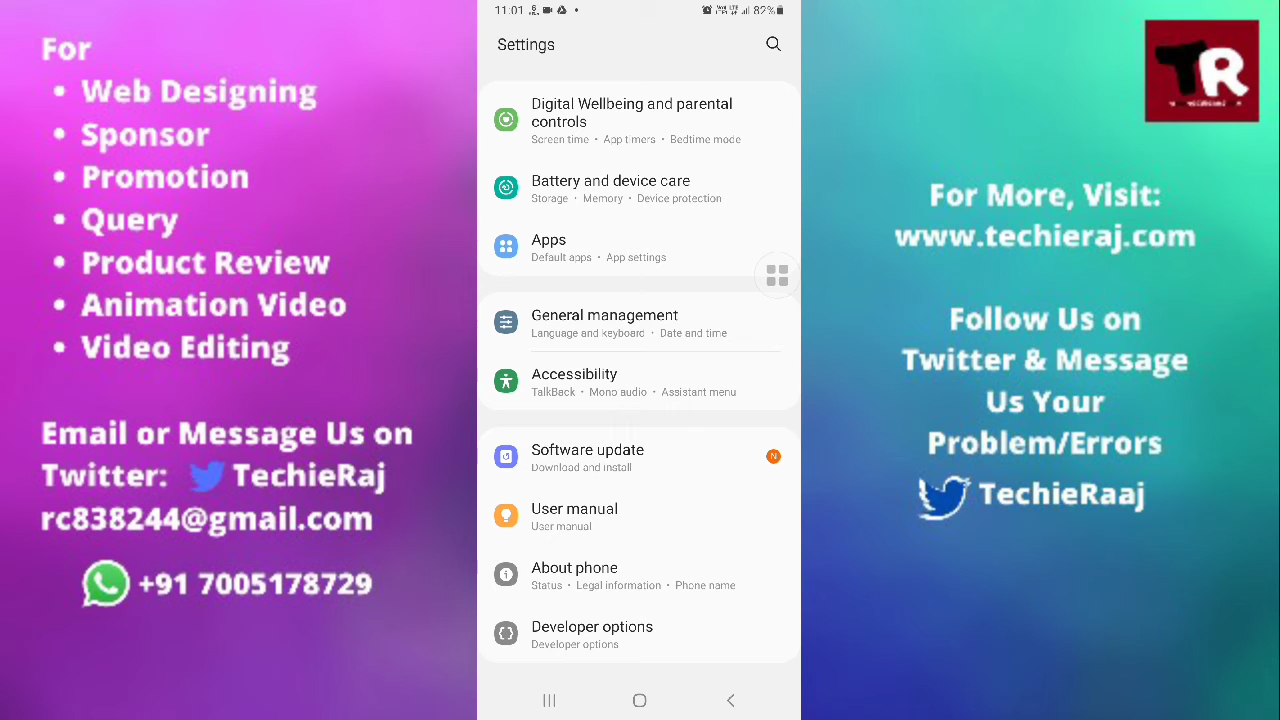 For
• Web Designing
• Sponsor
• Promotion
• Query
• Product Review
• Animation Video
• Video Editing
Email or Message Us on
Twitter: TechieRaj
rc838244@gmail.com
+91 7005178729
11:01
82%
Settings
Digital Wellbeing and parental
controls
Screen time • App timers • Bedtime mode
Battery and device care
Storage • Memory • Device protection
Apps
Default apps • App settings
General management
Language and keyboard • Date and time
Accessibility
TalkBack • Mono audio • Assistant menu
Software update
Download and install
N
User manual
User manual
About phone
Status • Legal information • Phone name
Developer options
Developer options
TR
For More, Visit:
www.techieraj.com
Follow Us on
Twitter & Message
Us Your
Problem/Errors
TechieRaaj